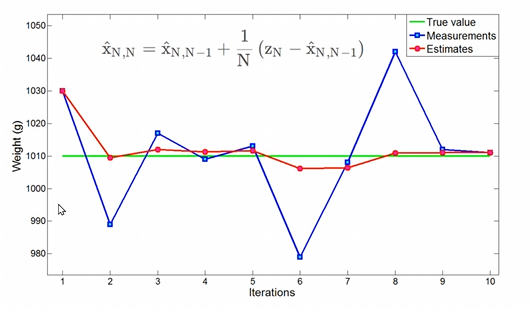 1050
1040
1030
1020
1010
1000
990
980
Weight (g)
x̂N,N = x̂N,N−1 + 1/N (zN − x̂N,N−1)
True value
Measurements
Estimates
1 2 3 4 5 6 7 8 9 10
Iterations